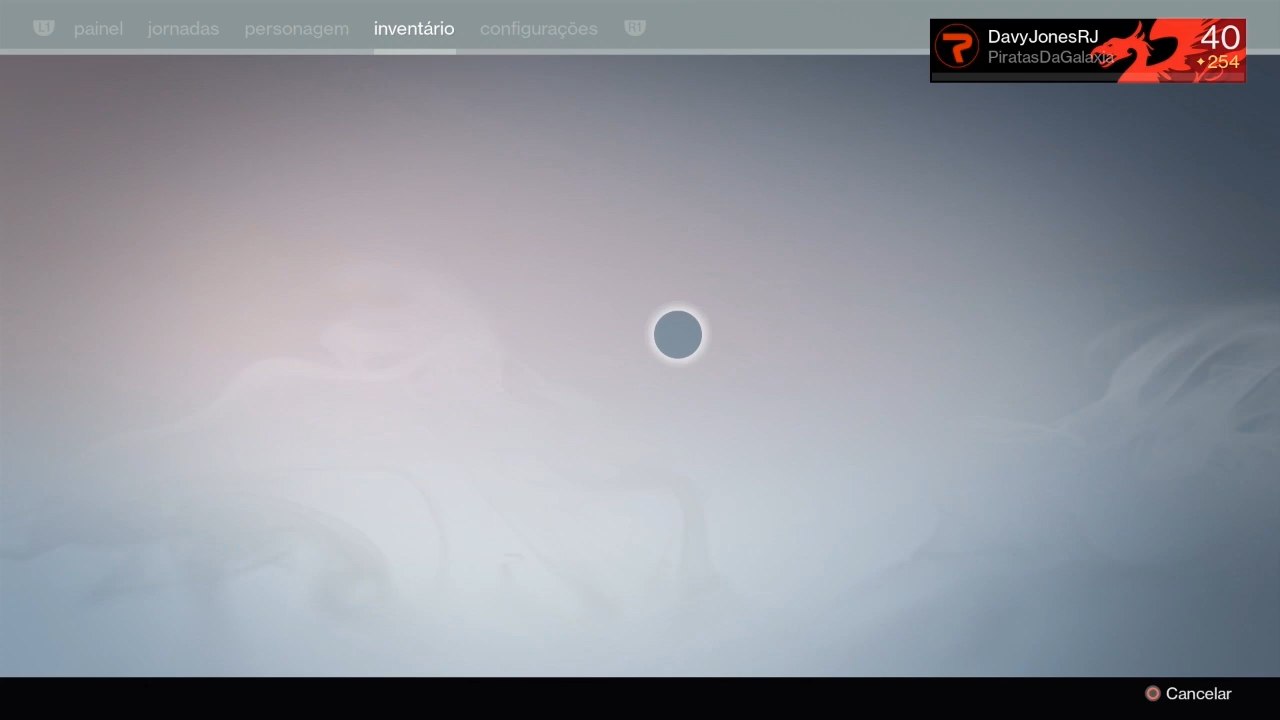 L1 painel jornadas personagem inventário configurações R1
DavyJonesRJ 40
PiratasDaGalaxia 254
Cancelar